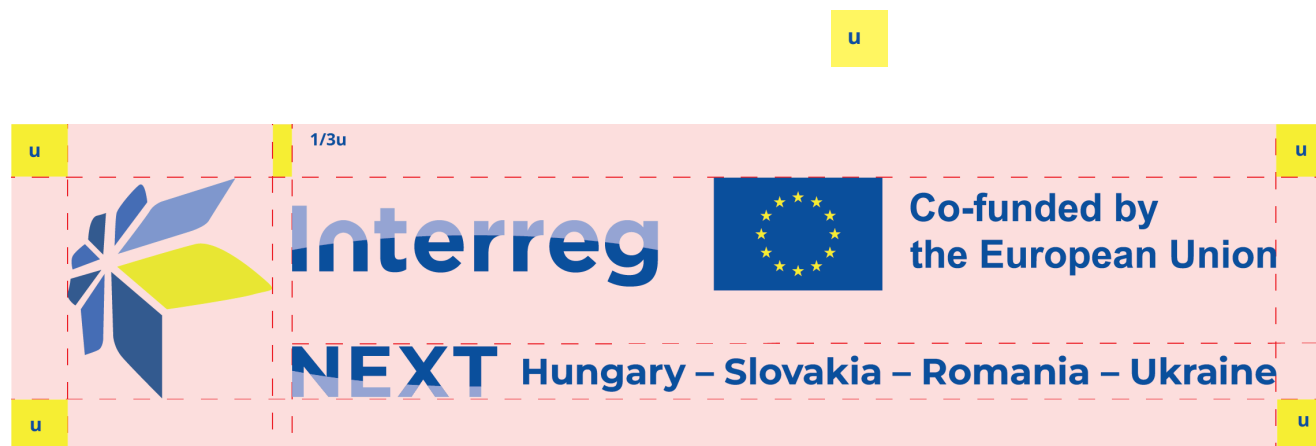 u
u
1/3u
u
Interreg
Co-funded by
the European Union
NEXT Hungary – Slovakia – Romania – Ukraine
u
u